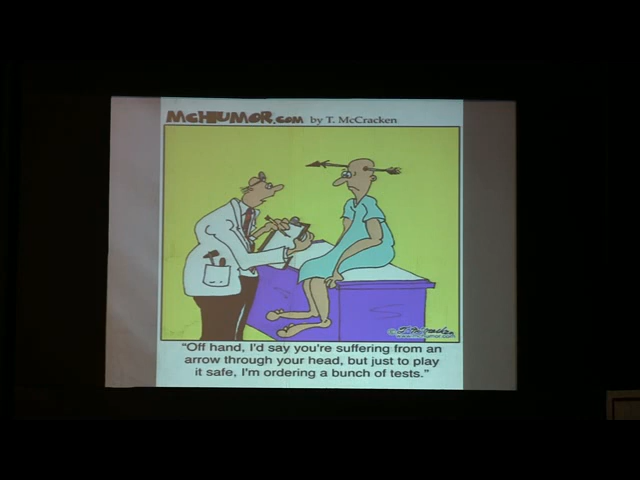 McHUMOR.com by T. McCracken
"Off hand, I'd say you're suffering from an
arrow through your head, but just to play
it safe, I'm ordering a bunch of tests."